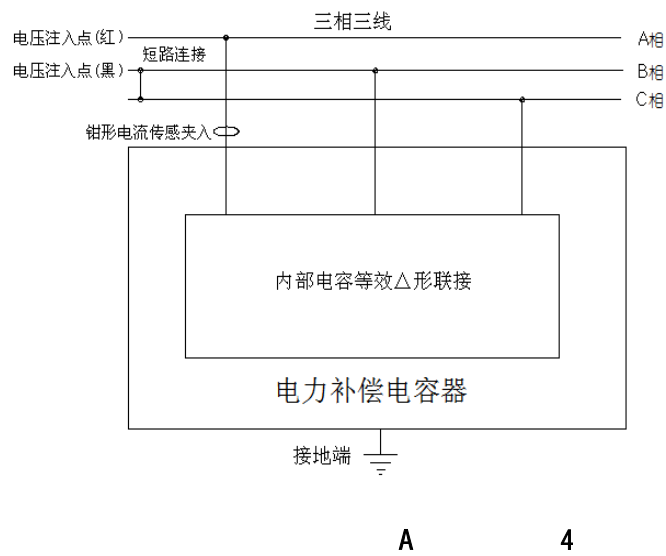 三相三线
电压注入点(红)
A相
短路连接
电压注入点(黑)
B相
C相
钳形电流传感夹入
内部电容等效△形联接
电力补偿电容器
接地端
A 4